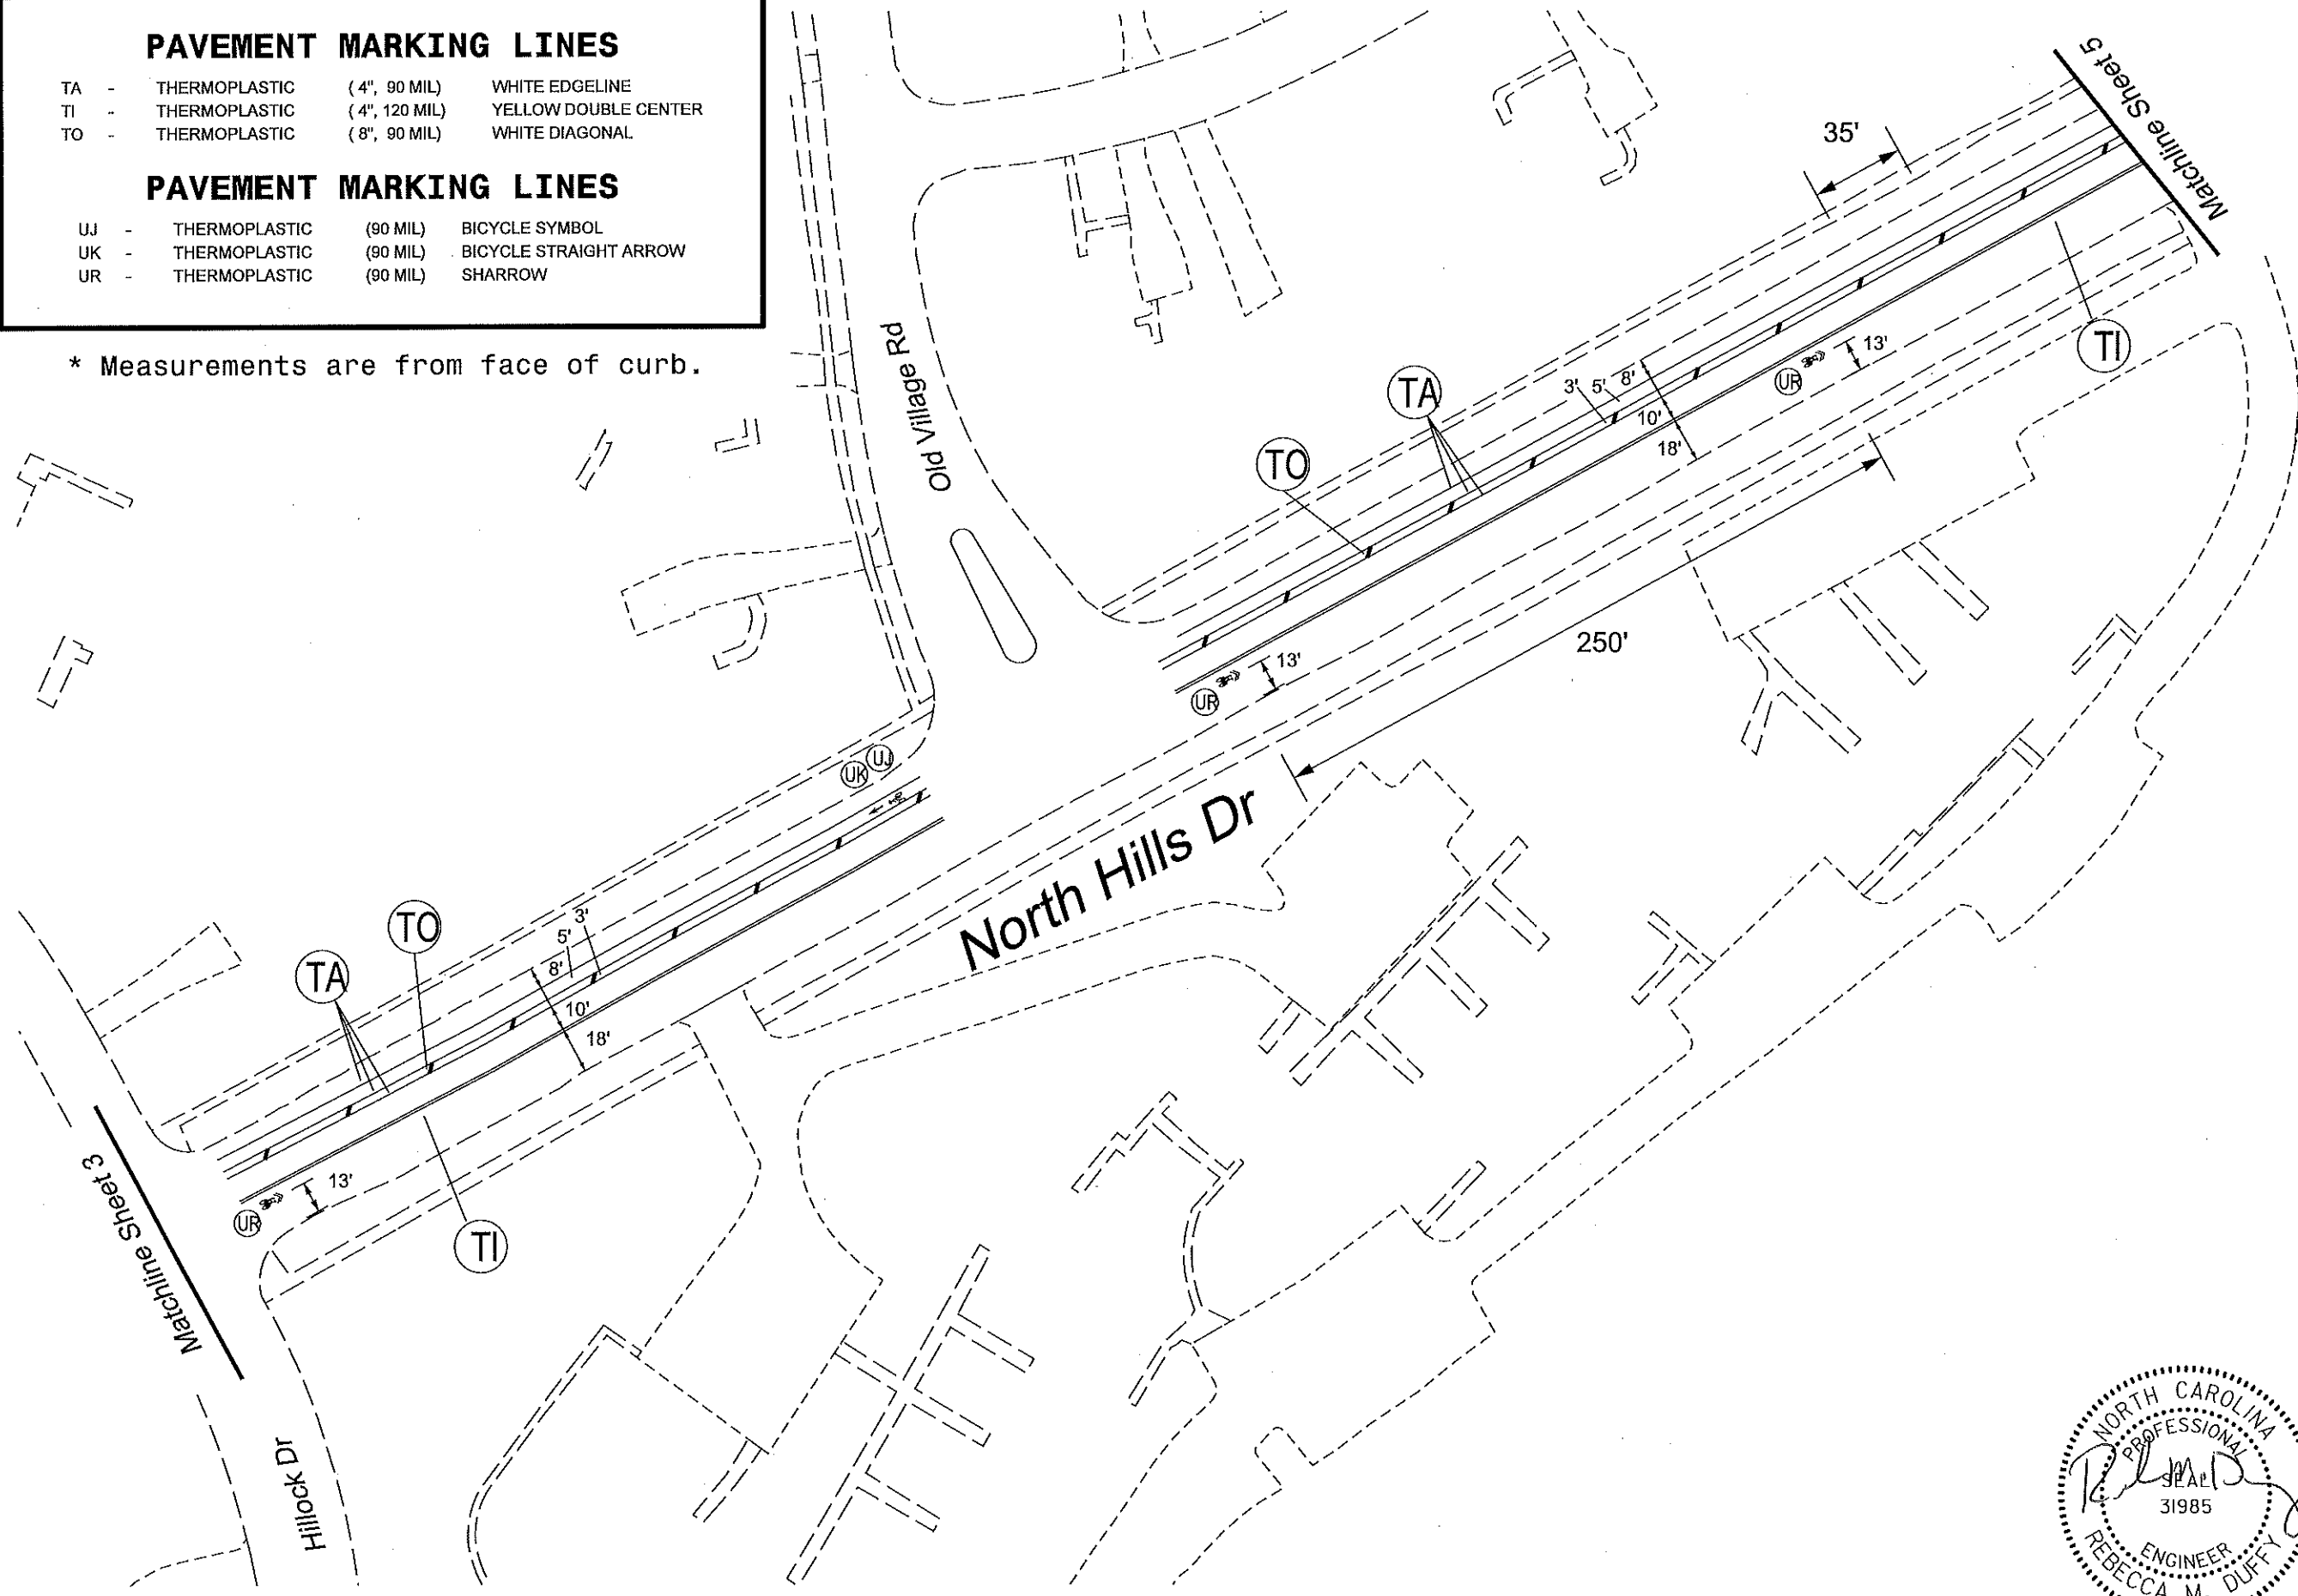 PAVEMENT MARKING LINES
TA - THERMOPLASTIC ( 4", 90 MIL) WHITE EDGELINE
TI - THERMOPLASTIC ( 4", 120 MIL) YELLOW DOUBLE CENTER
TO - THERMOPLASTIC ( 8", 90 MIL) WHITE DIAGONAL
PAVEMENT MARKING LINES
UJ - THERMOPLASTIC (90 MIL) BICYCLE SYMBOL
UK - THERMOPLASTIC (90 MIL) BICYCLE STRAIGHT ARROW
UR - THERMOPLASTIC (90 MIL) SHARROW
* Measurements are from face of curb.
Matchline Sheet 5
35'
TI
13'
UR
3' 5' 8'
10'
18'
TA
TO
Old Village Rd
250'
13'
UR
UK UJ
North Hills Dr
3'
5'
8'
10'
18'
TO
TA
13'
UR
TI
Matchline Sheet 3
Hillock Dr
NORTH CAROLINA
PROFESSIONAL
SEAL
31985
ENGINEER
REBECCA M. DUFFY